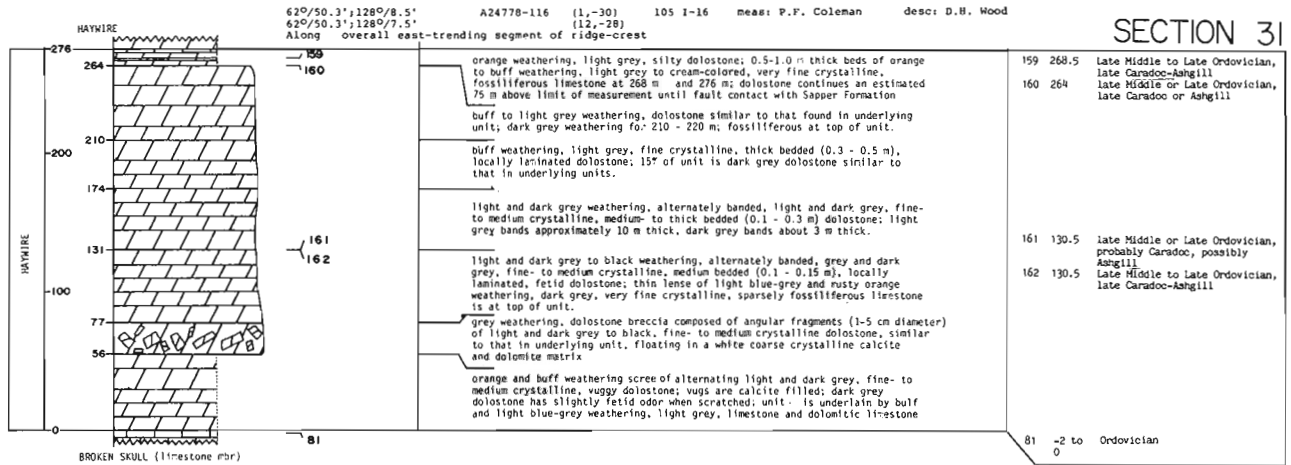 62°/50.3';128°/8.5' A24778-116 (1,-30) 105 I-16 meas: P.F. Coleman desc: D.H. Wood
62°/50.3';128°/7.5' (12,-28)
Along overall east-trending segment of ridge-crest
SECTION 31
HAYWIRE
276
264
210
200
174
131
100
77
56
0
HAYWIRE
159
160
161
162
81
BROKEN SKULL (limestone mbr)
orange weathering, light grey, silty dolostone; 0.5-1.0 m thick beds of orange
to buff weathering, light grey to cream-colored, very fine crystalline,
fossiliferous limestone at 268 m and 276 m; dolostone continues an estimated
75 m above limit of measurement until fault contact with Sapper Formation
buff to light grey weathering, dolostone similar to that found in underlying
unit; dark grey weathering for 210 - 220 m; fossiliferous at top of unit.
buff weathering, light grey, fine crystalline, thick bedded (0.3 - 0.5 m),
locally laminated dolostone; 15% of unit is dark grey dolostone similar to
that in underlying units.
light and dark grey weathering, alternately banded, light and dark grey, fine-
to medium crystalline, medium- to thick bedded (0.1 - 0.3 m) dolostone; light
grey bands approximately 10 m thick, dark grey bands about 3 m thick.
light and dark grey to black weathering, alternately banded, grey and dark
grey, fine- to medium crystalline, medium bedded (0.1 - 0.15 m), locally
laminated, fetid dolostone; thin lense of light blue-grey and rusty orange
weathering, dark grey, very fine crystalline, sparsely fossiliferous limestone
is at top of unit.
grey weathering, dolostone breccia composed of angular fragments (1-5 cm diameter)
of light and dark grey to black, fine- to medium crystalline dolostone, similar
to that in underlying unit, floating in a white coarse crystalline calcite
and dolomite matrix
orange and buff weathering scree of alternating light and dark grey, fine- to
medium crystalline, vuggy dolostone; vugs are calcite filled; dark grey
dolostone has slightly fetid odor when scratched; unit is underlain by buff
and light blue-grey weathering, light grey, limestone and dolomitic limestone
159 268.5 Late Middle to Late Ordovician,
late Caradoc-Ashgill
160 264 late Middle or Late Ordovician,
late Caradoc or Ashgill
161 130.5 late Middle or Late Ordovician,
probably Caradoc, possibly
Ashgill
162 130.5 Late Middle to Late Ordovician,
late Caradoc-Ashgill
81 -2 to Ordovician
0